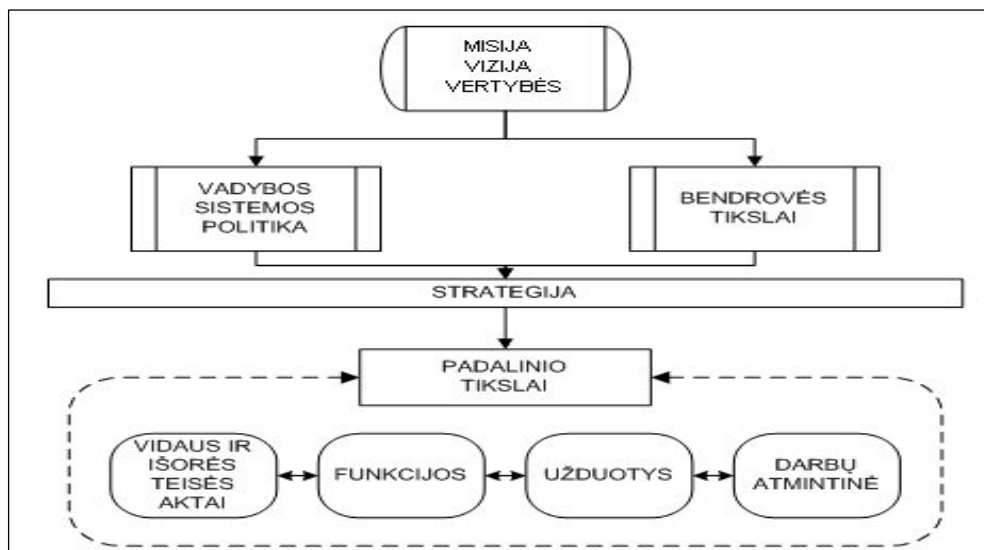 MISIJA
VIZIJA
VERTYBĖS
VADYBOS
SISTEMOS
POLITIKA
BENDROVĖS
TIKSLAI
STRATEGIJA
PADALINIO
TIKSLAI
VIDAUS IR
IŠORĖS
TEISĖS
AKTAI
FUNKCIJOS
UŽDUOTYS
DARBŲ
ATMINTINĖ